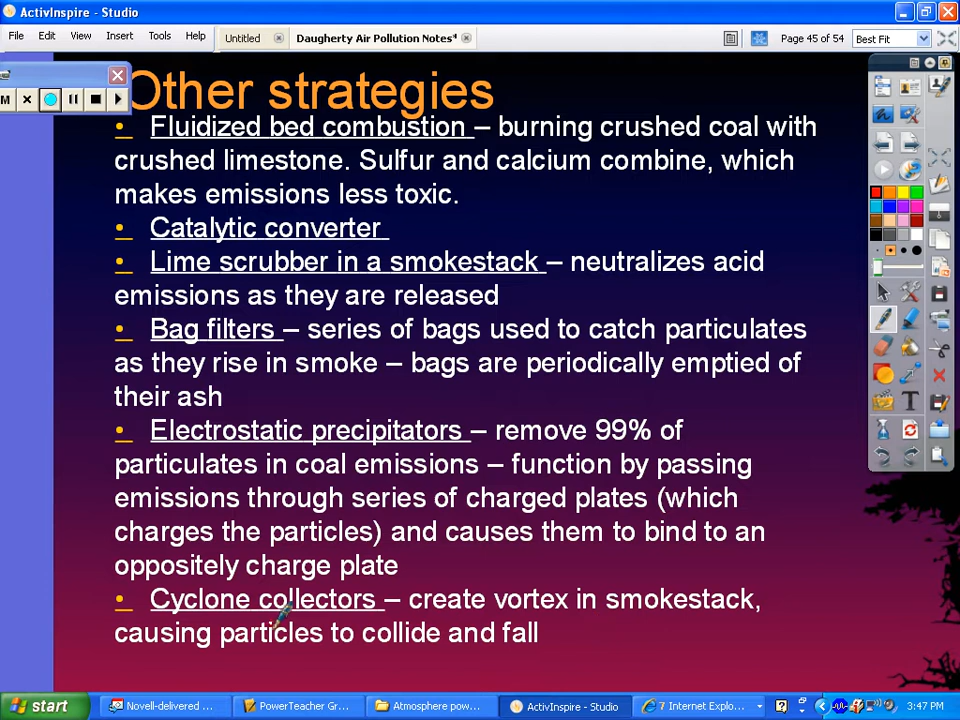 ActivInspire - Studio
File Edit View Insert Tools Help Untitled Daugherty Air Pollution Notes* Page 45 of 54 Best Fit
M
Other strategies
• Fluidized bed combustion – burning crushed coal with
crushed limestone. Sulfur and calcium combine, which
makes emissions less toxic.
• Catalytic converter
• Lime scrubber in a smokestack – neutralizes acid
emissions as they are released
• Bag filters – series of bags used to catch particulates
as they rise in smoke – bags are periodically emptied of
their ash
• Electrostatic precipitators – remove 99% of
particulates in coal emissions – function by passing
emissions through series of charged plates (which
charges the particles) and causes them to bind to an
oppositely charge plate
• Cyclone collectors – create vortex in smokestack,
causing particles to collide and fall
start Novell-delivered ... PowerTeacher Gr... Atmosphere pow... ActivInspire - Studio 7 Internet Explo... 3:47 PM